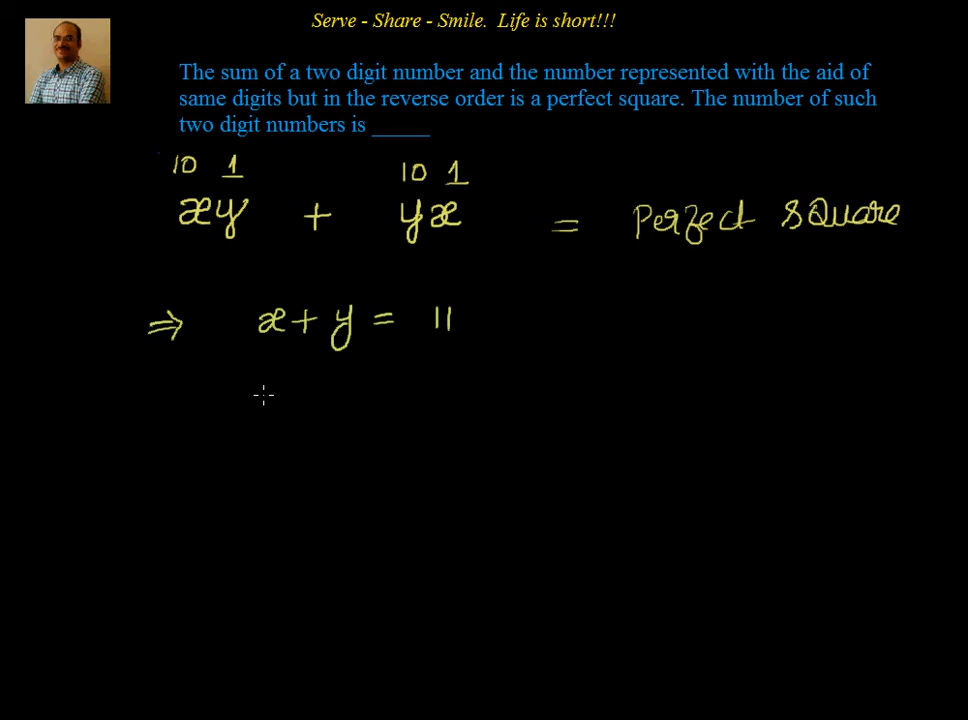 Serve - Share - Smile. Life is short!!!
The sum of a two digit number and the number represented with the aid of
same digits but in the reverse order is a perfect square. The number of such
two digit numbers is _____
10 1 10 1
xy + yx = Perfect Square
⇒ x + y = 11